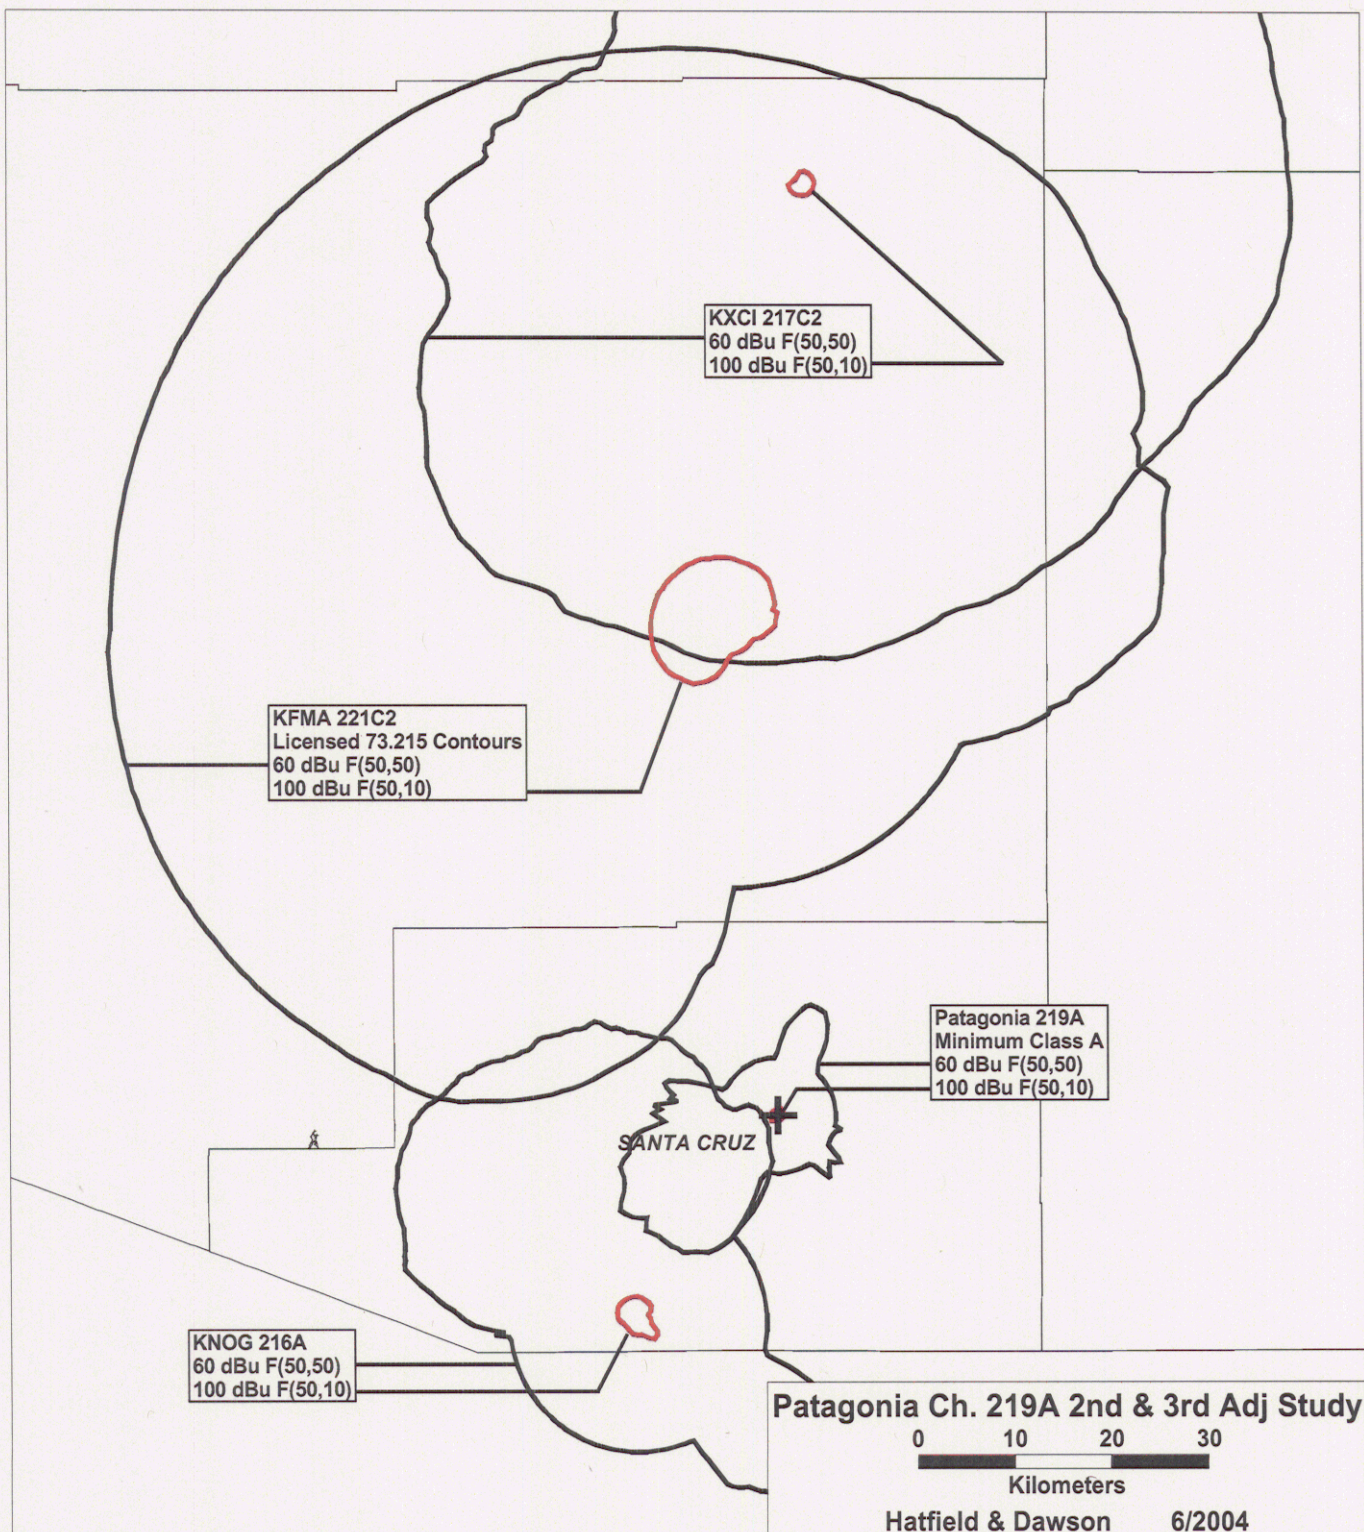 KXCI 217C2
60 dBu F(50,50)
100 dBu F(50,10)
KFMA 221C2
Licensed 73.215 Contours
60 dBu F(50,50)
100 dBu F(50,10)
Patagonia 219A
Minimum Class A
60 dBu F(50,50)
100 dBu F(50,10)
SANTA CRUZ
KNOG 216A
60 dBu F(50,50)
100 dBu F(50,10)
Patagonia Ch. 219A 2nd & 3rd Adj Study
0 10 20 30
Kilometers
Hatfield & Dawson 6/2004